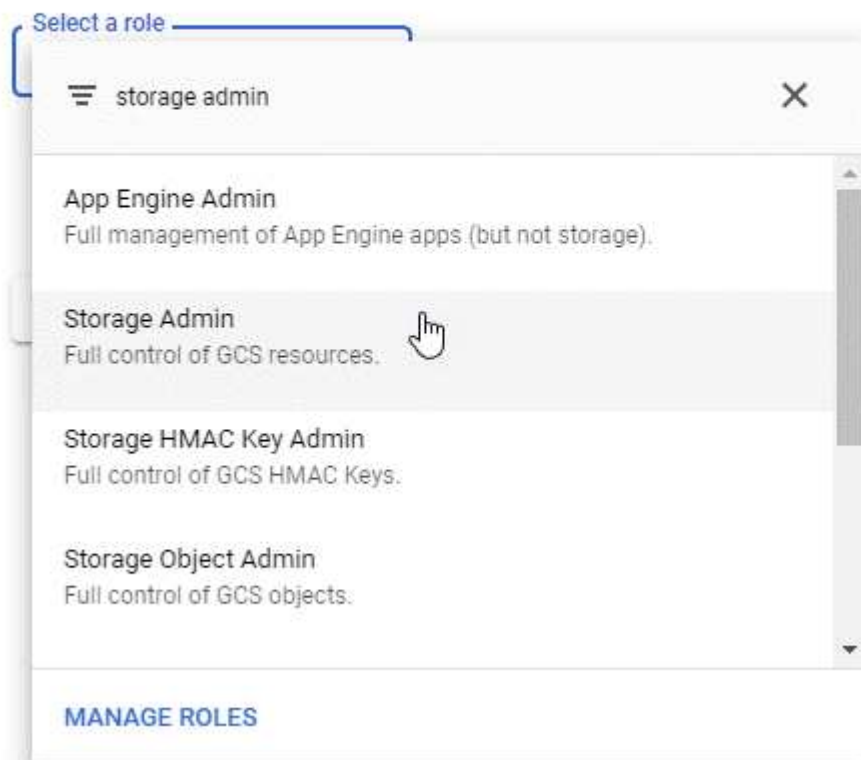 Select a role
storage admin
App Engine Admin
Full management of App Engine apps (but not storage).
Storage Admin
Full control of GCS resources.
Storage HMAC Key Admin
Full control of GCS HMAC Keys.
Storage Object Admin
Full control of GCS objects.
MANAGE ROLES